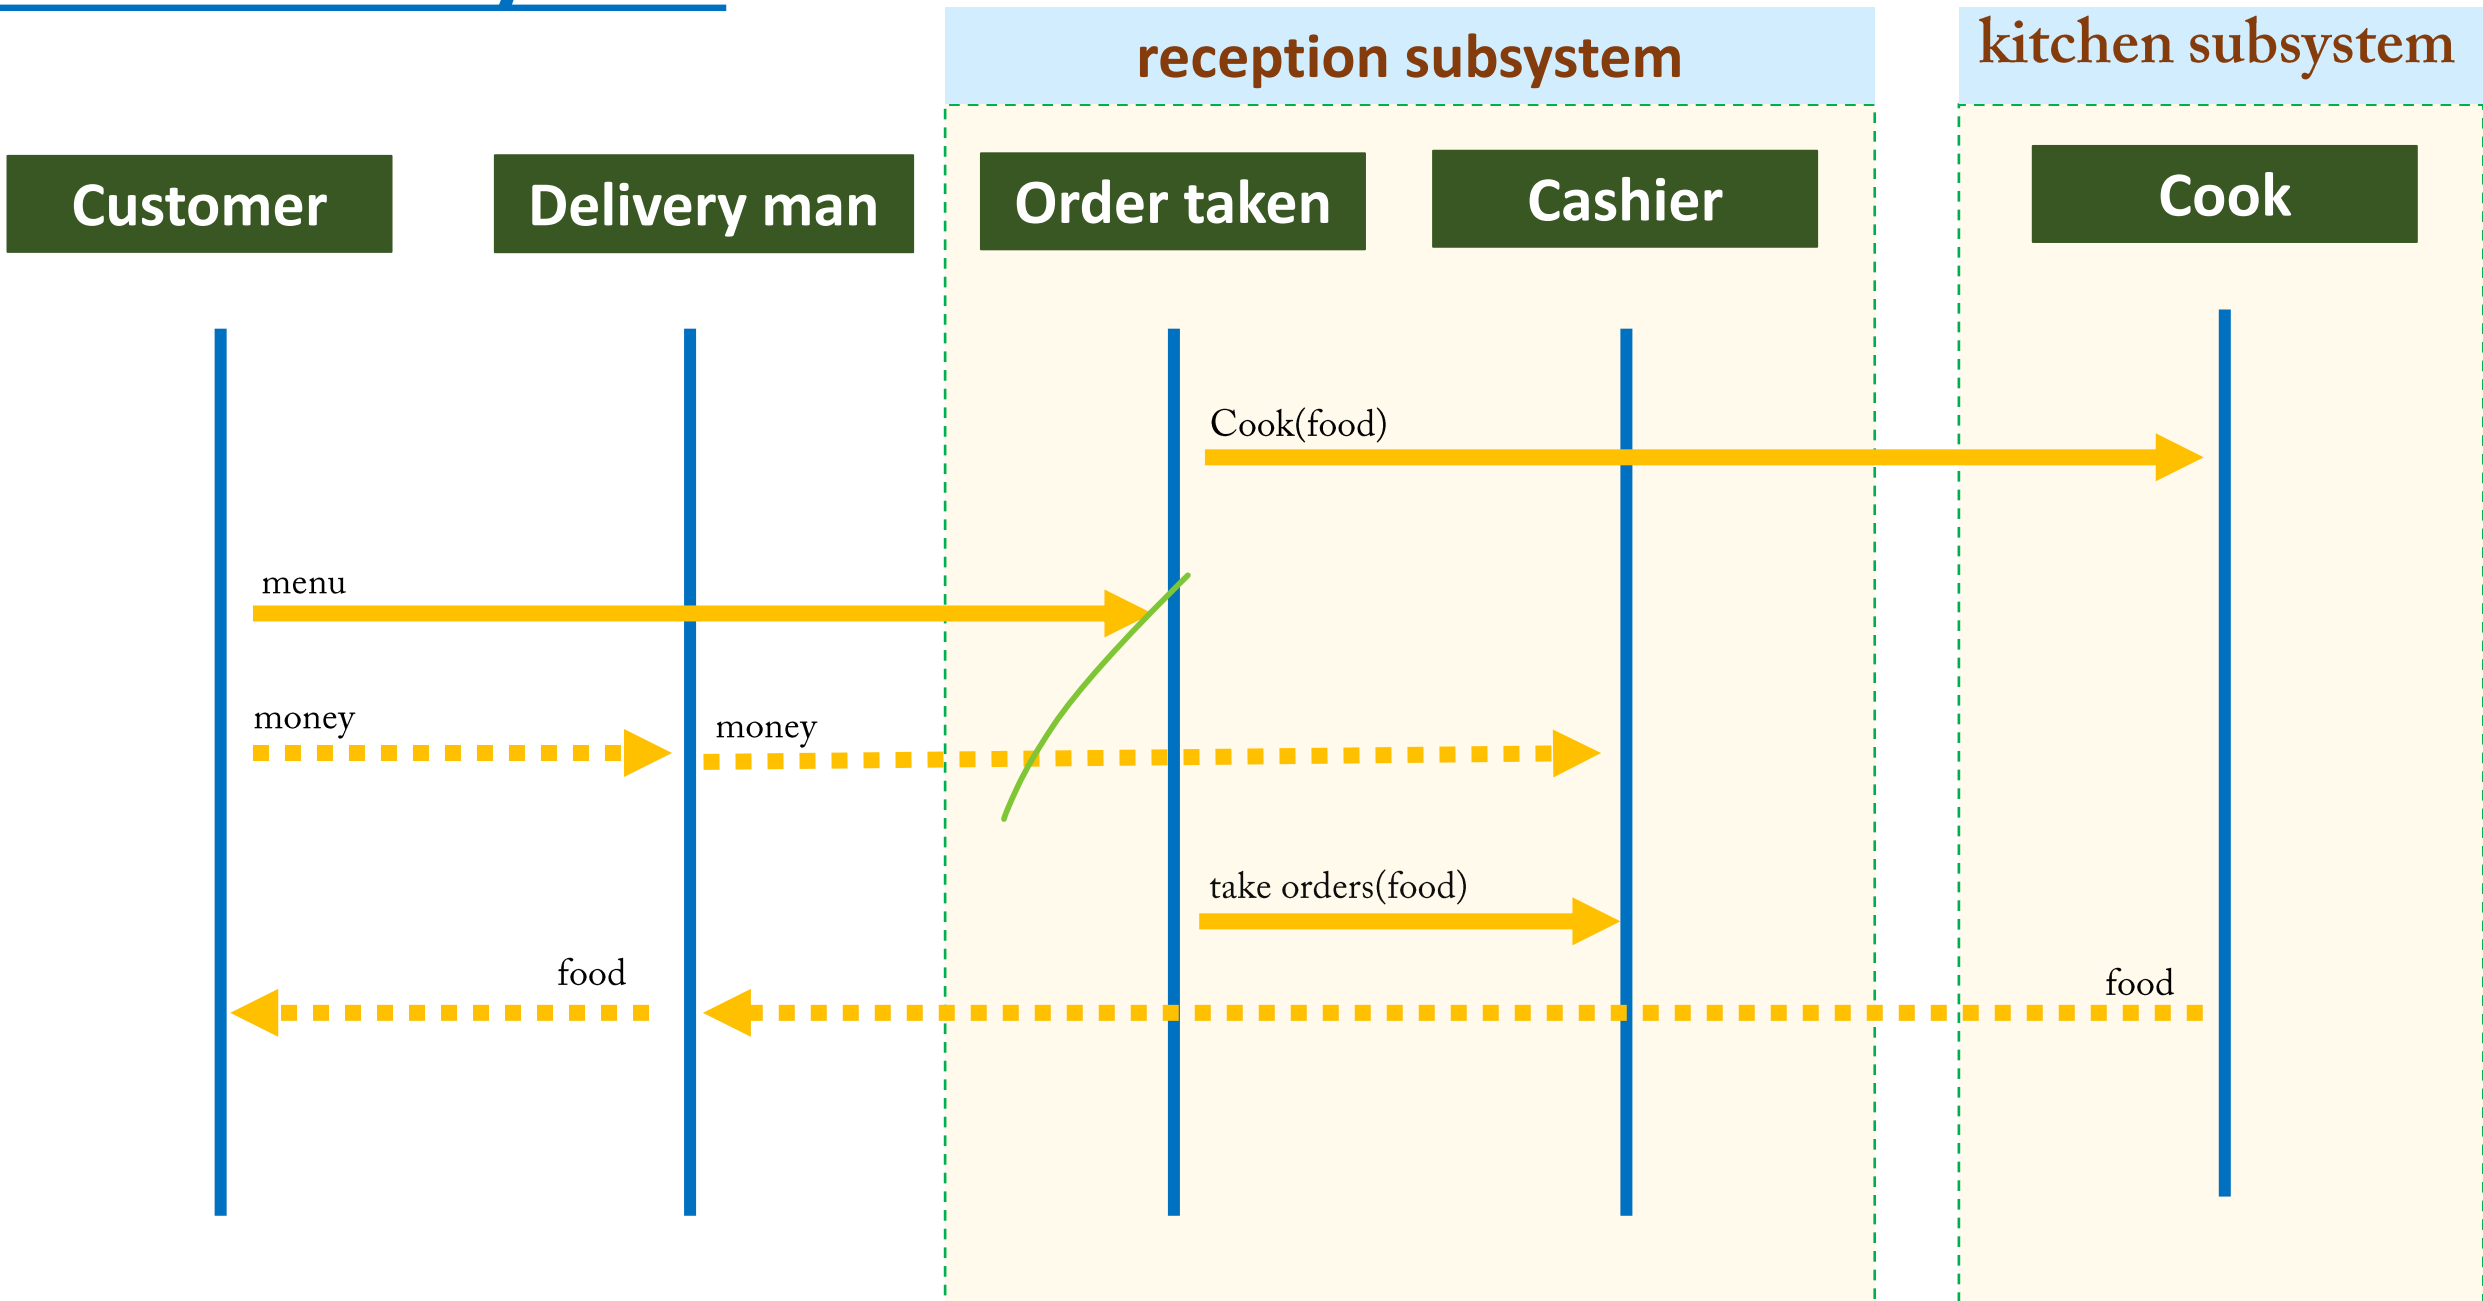 reception subsystem
kitchen subsystem
Customer
Delivery man
Order taken
Cashier
Cook
Cook(food)
menu
money
money
take orders(food)
food
food